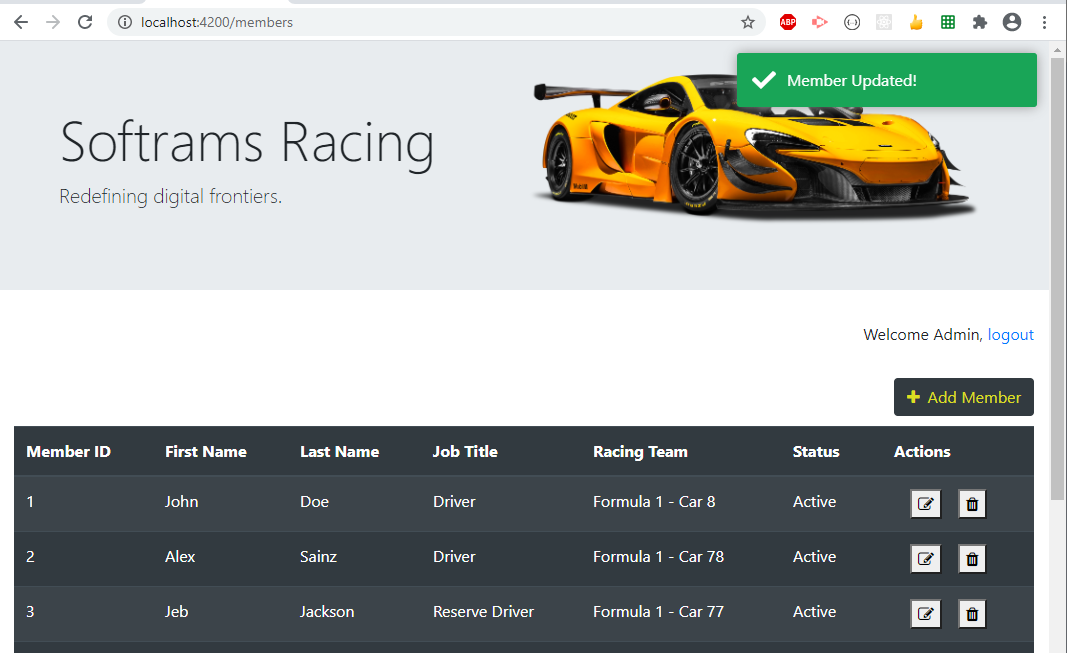 localhost:4200/members
ABP
Member Updated!
Softrams Racing
Redefining digital frontiers.
Welcome Admin, logout
Add Member
Member ID First Name Last Name Job Title Racing Team Status Actions
1 John Doe Driver Formula 1 - Car 8 Active
2 Alex Sainz Driver Formula 1 - Car 78 Active
3 Jeb Jackson Reserve Driver Formula 1 - Car 77 Active